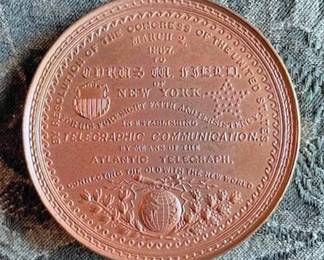 BY RESOLUTION OF THE CONGRESS OF THE UNITED STATES
MARCH 2,
1867.
TO
CYRUS W. FIELD,
OF
NEW YORK,
FOR HIS FORESIGHT, FAITH AND PERSISTENCY,
IN ESTABLISHING
TELEGRAPHIC COMMUNICATION,
BY MEANS OF THE
ATLANTIC TELEGRAPH,
CONNECTING THE OLD WITH THE NEW WORLD